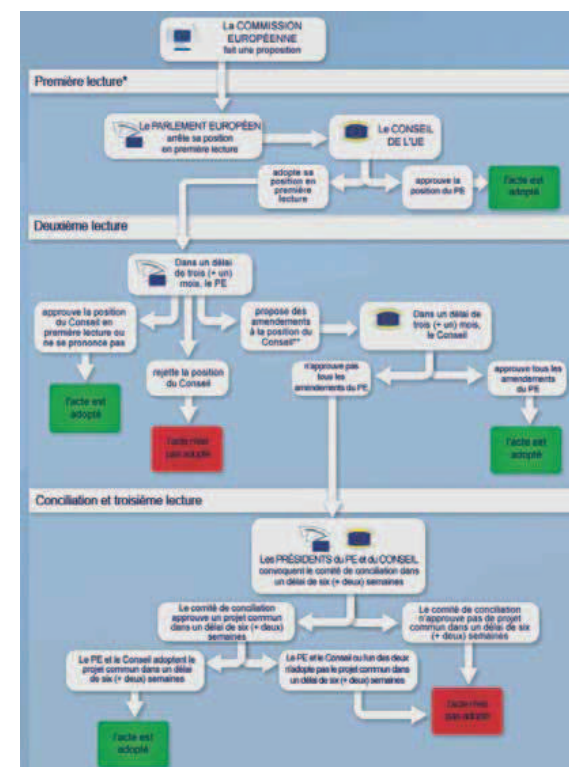 La COMMISSION
EUROPÉENNE
fait une proposition
Première lecture*
Le PARLEMENT EUROPÉEN
arrête sa position
en première lecture
Le CONSEIL
DE L'UE
adopte sa
position en
première
lecture
approuve la
position du PE
l'acte est
adopté
Deuxième lecture
Dans un délai
de trois (+ un)
mois, le PE
approuve la position
du Conseil en
première lecture ou
ne se prononce pas
propose des
amendements
à la position du
Conseil**
Dans un délai de
trois (+ un) mois,
le Conseil
rejette la position
du Conseil
n'approuve pas
tous les
amendements du PE
approuve tous les
amendements
du PE
l'acte est
adopté
l'acte n'est
pas adopté
l'acte est
adopté
Conciliation et troisième lecture
Les PRÉSIDENTS du PE et du CONSEIL
convoquent le comité de conciliation dans
un délai de six (+ deux) semaines
Le comité de conciliation
approuve un projet commun
dans un délai de six (+ deux)
semaines
Le comité de conciliation
n'approuve pas de projet
commun dans un délai de six
(+ deux) semaines
Le PE et le Conseil adoptent le
projet commun dans un délai
de six (+ deux) semaines
Le PE et le Conseil ou l'un des deux
n'adopte pas le projet commun dans
un délai de six (+ deux) semaines
l'acte est
adopté
l'acte n'est
pas adopté